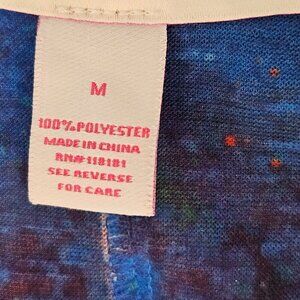 M
100% POLYESTER
MADE IN CHINA
RN# 118181
SEE REVERSE
FOR CARE